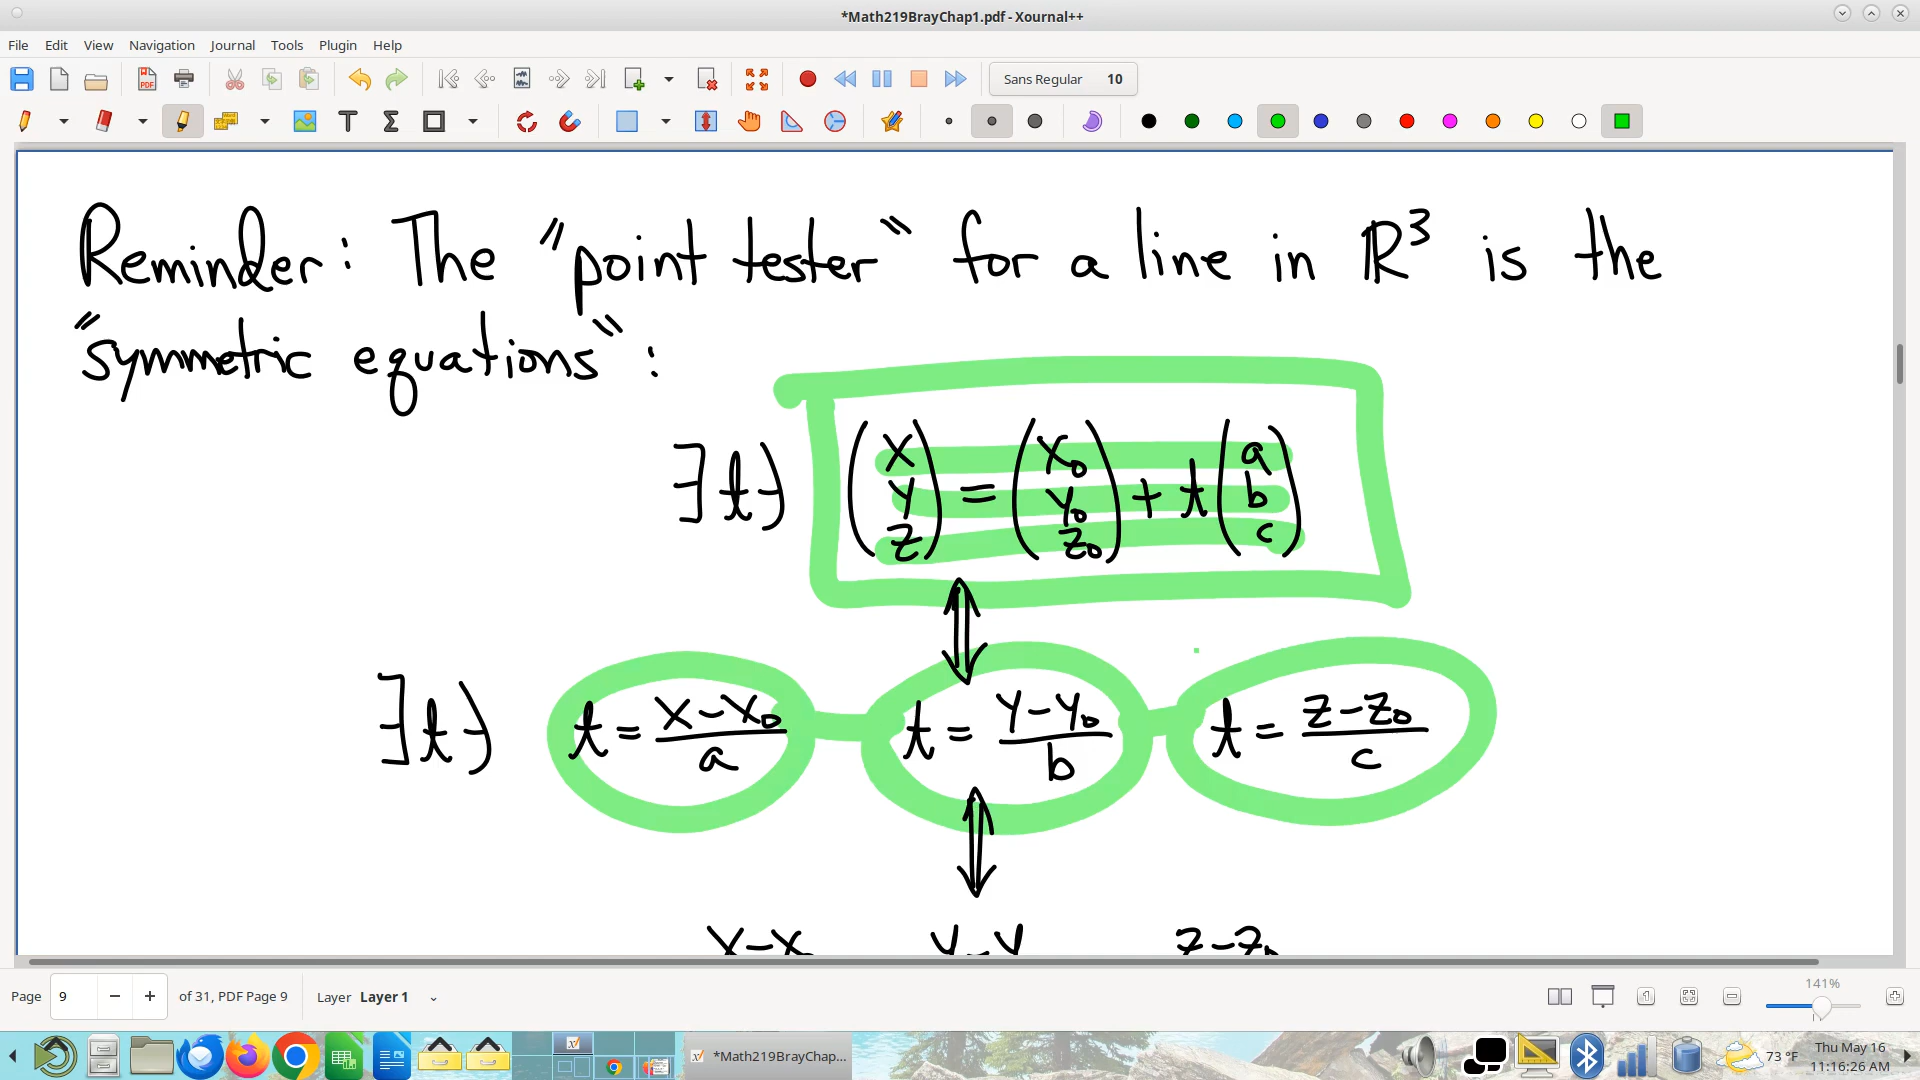 *Math219BrayChap1.pdf - Xournal++
File Edit View Navigation Journal Tools Plugin Help
Sans Regular 10
Reminder: The "point tester" for a line in ℝ³ is the
"symmetric equations":
∃t∋ (x y z) = (x₀ y₀ z₀) + t (a b c)
∃t∋ t = (x-x₀)/a t = (y-y₀)/b t = (z-z₀)/c
x-x₀ y-y z-z₀
Page 9 of 31, PDF Page 9 Layer Layer 1 141%
*Math219BrayChap... 73 °F Thu May 16
11:16:26 AM